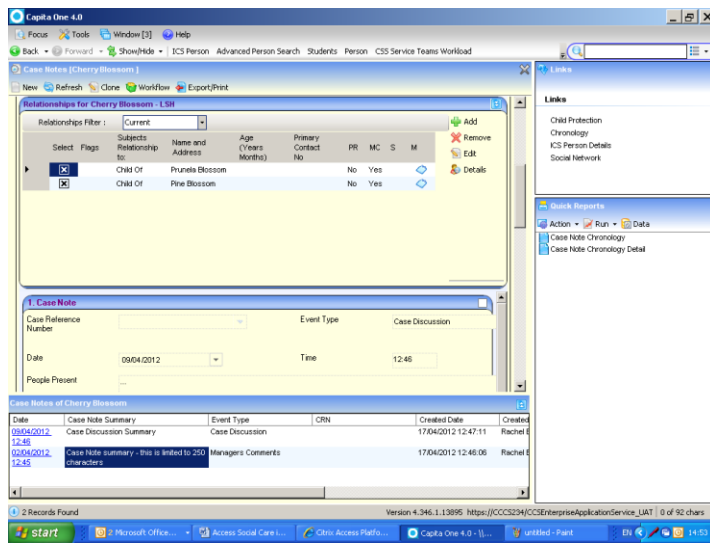 Capita One 4.0
Focus Tools Window [3] Help
Back Forward Show/Hide ICS Person Advanced Person Search Students Person CSS Service Teams Workload
Case Notes [Cherry Blossom ]
New Refresh Clone Workflow Export/Print
Relationships for Cherry Blossom - LSH
Relationships Filter : Current
Add
Remove
Edit
Details
Select Flags Subjects Relationship to: Name and Address Age (Years Months) Primary Contact No PR MC S M
Child Of Prunela Blossom No Yes
Child Of Pine Blossom No Yes
1. Case Note
Case Reference Number Event Type Case Discussion
Date 09/04/2012 Time 12:46
People Present ...
Case Notes of Cherry Blossom
Date Case Note Summary Event Type CRN Created Date Created
09/04/2012 12:46 Case Discussion Summary Case Discussion 17/04/2012 12:47:11 Rachel E
02/04/2012 12:45 Case Note summary - this is limited to 250 characters Managers Comments 17/04/2012 12:46:06 Rachel E
Links
Links
Child Protection
Chronology
ICS Person Details
Social Network
Quick Reports
Action Run Data
Case Note Chronology
Case Note Chronology Detail
2 Records Found Version 4.346.1.13895 https://CCCS234/CCSEnterpriseApplicationService_UAT 0 of 92 chars
start 2 Microsoft Office... Access Social Care i... Citrix Access Platfo... Capita One 4.0 - \\... untitled - Paint EN 14:53